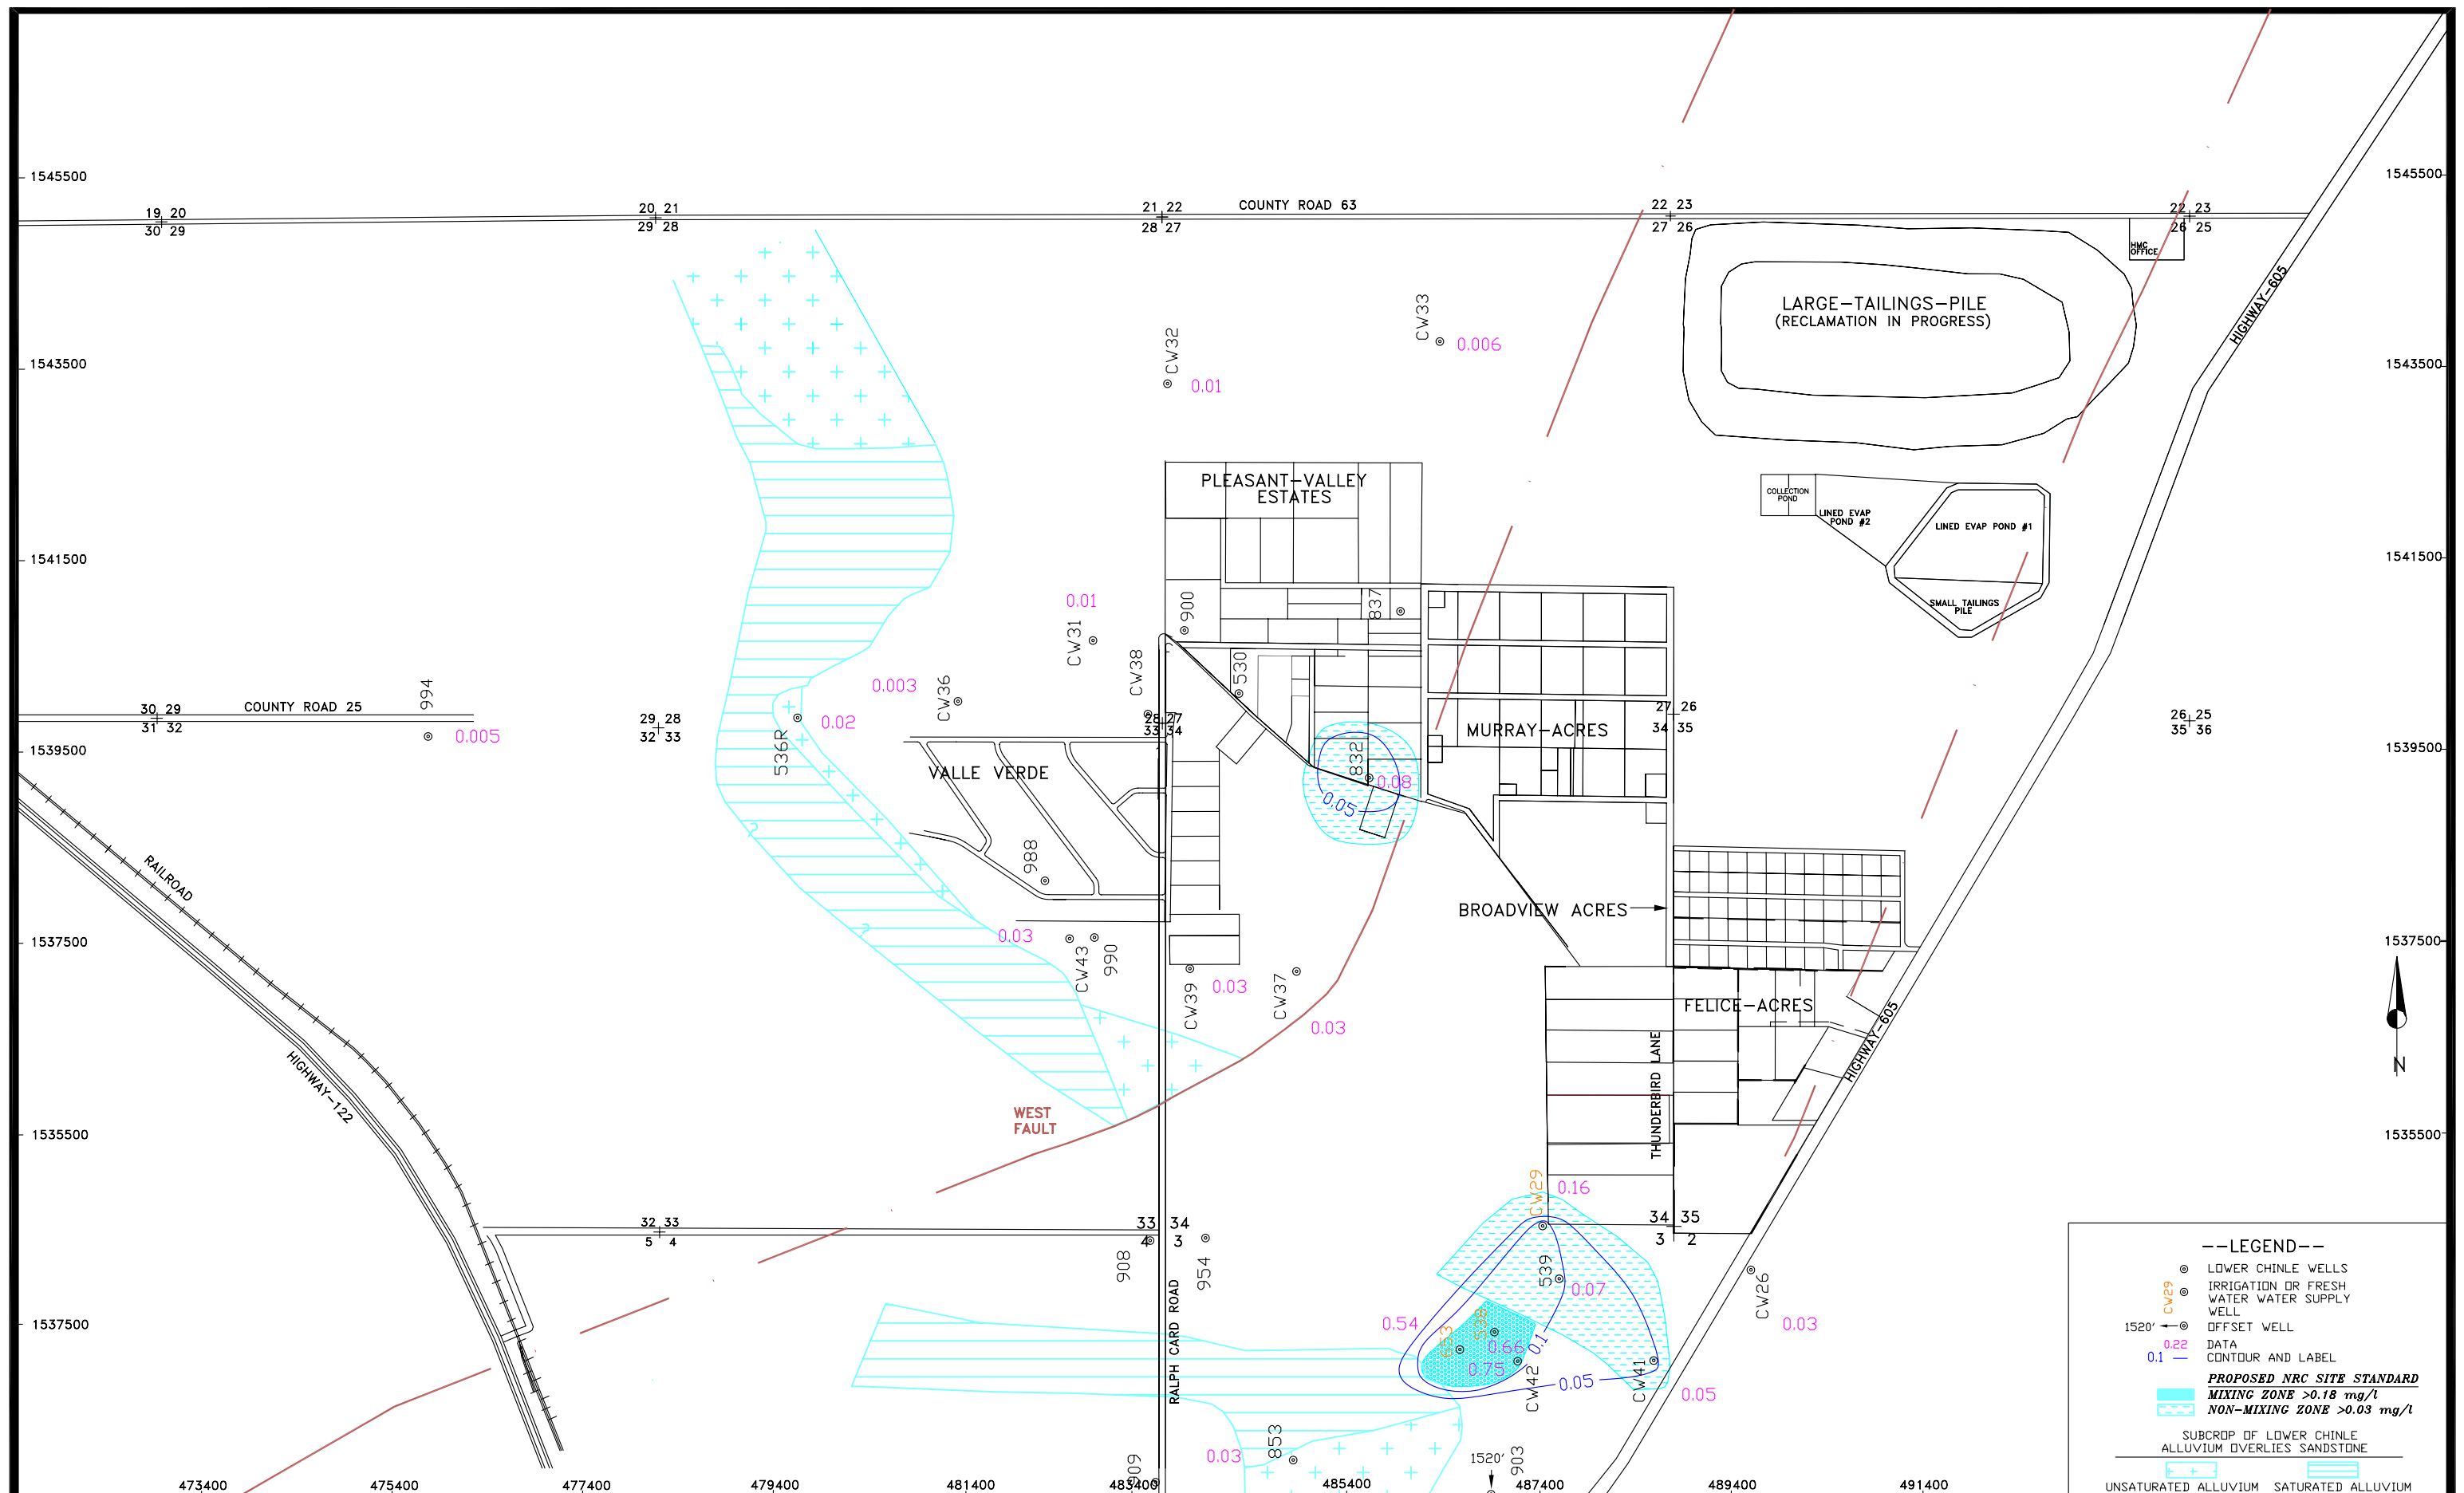 1545500
1545500
19 20
30 29
20 21
29 28
21 22
28 27
COUNTY ROAD 63
22 23
27 26
22 23
26 25
HMC
OFFICE
HIGHWAY-605
LARGE-TAILINGS-PILE
(RECLAMATION IN PROGRESS)
CW33
0.006
CW32
0.01
1543500
1543500
PLEASANT-VALLEY
ESTATES
COLLECTION
POND
LINED EVAP
POND #2
LINED EVAP POND #1
SMALL TAILINGS
PILE
1541500
1541500
0.01
CW31
900
837
CW38
530
0.003
CW36
994
COUNTY ROAD 25
30 29
31 32
0.005
29 28
32 33
536R
0.02
28 27
33 34
MURRAY-ACRES
27 26
34 35
26 25
35 36
1539500
1539500
VALLE VERDE
832
0.08
0.05
988
RAILROAD
BROADVIEW ACRES
1537500
1537500
0.03
CW43
990
CW39
0.03
CW37
0.03
FELICE-ACRES
THUNDERBIRD LANE
HIGHWAY-605
N
HIGHWAY-122
WEST
FAULT
1535500
1535500
CW29
0.16
32 33
5 4
33 34
4 3
34 35
3 2
908
954
539
0.07
CW26
0.03
1537500
RALPH CARD ROAD
0.54
653
538
0.66
0.1
0.75
CW42
0.05
CW41
0.05
0.03
853
909
1520'
903
--LEGEND--
LOWER CHINLE WELLS
CW29
IRRIGATION OR FRESH
WATER WATER SUPPLY
WELL
1520'
OFFSET WELL
0.22
DATA
0.1
CONTOUR AND LABEL
PROPOSED NRC SITE STANDARD
MIXING ZONE >0.18 mg/l
NON-MIXING ZONE >0.03 mg/l
SUBCROP OF LOWER CHINLE
ALLUVIUM OVERLIES SANDSTONE
UNSATURATED ALLUVIUM
SATURATED ALLUVIUM
473400
475400
477400
479400
481400
483400
485400
487400
489400
491400